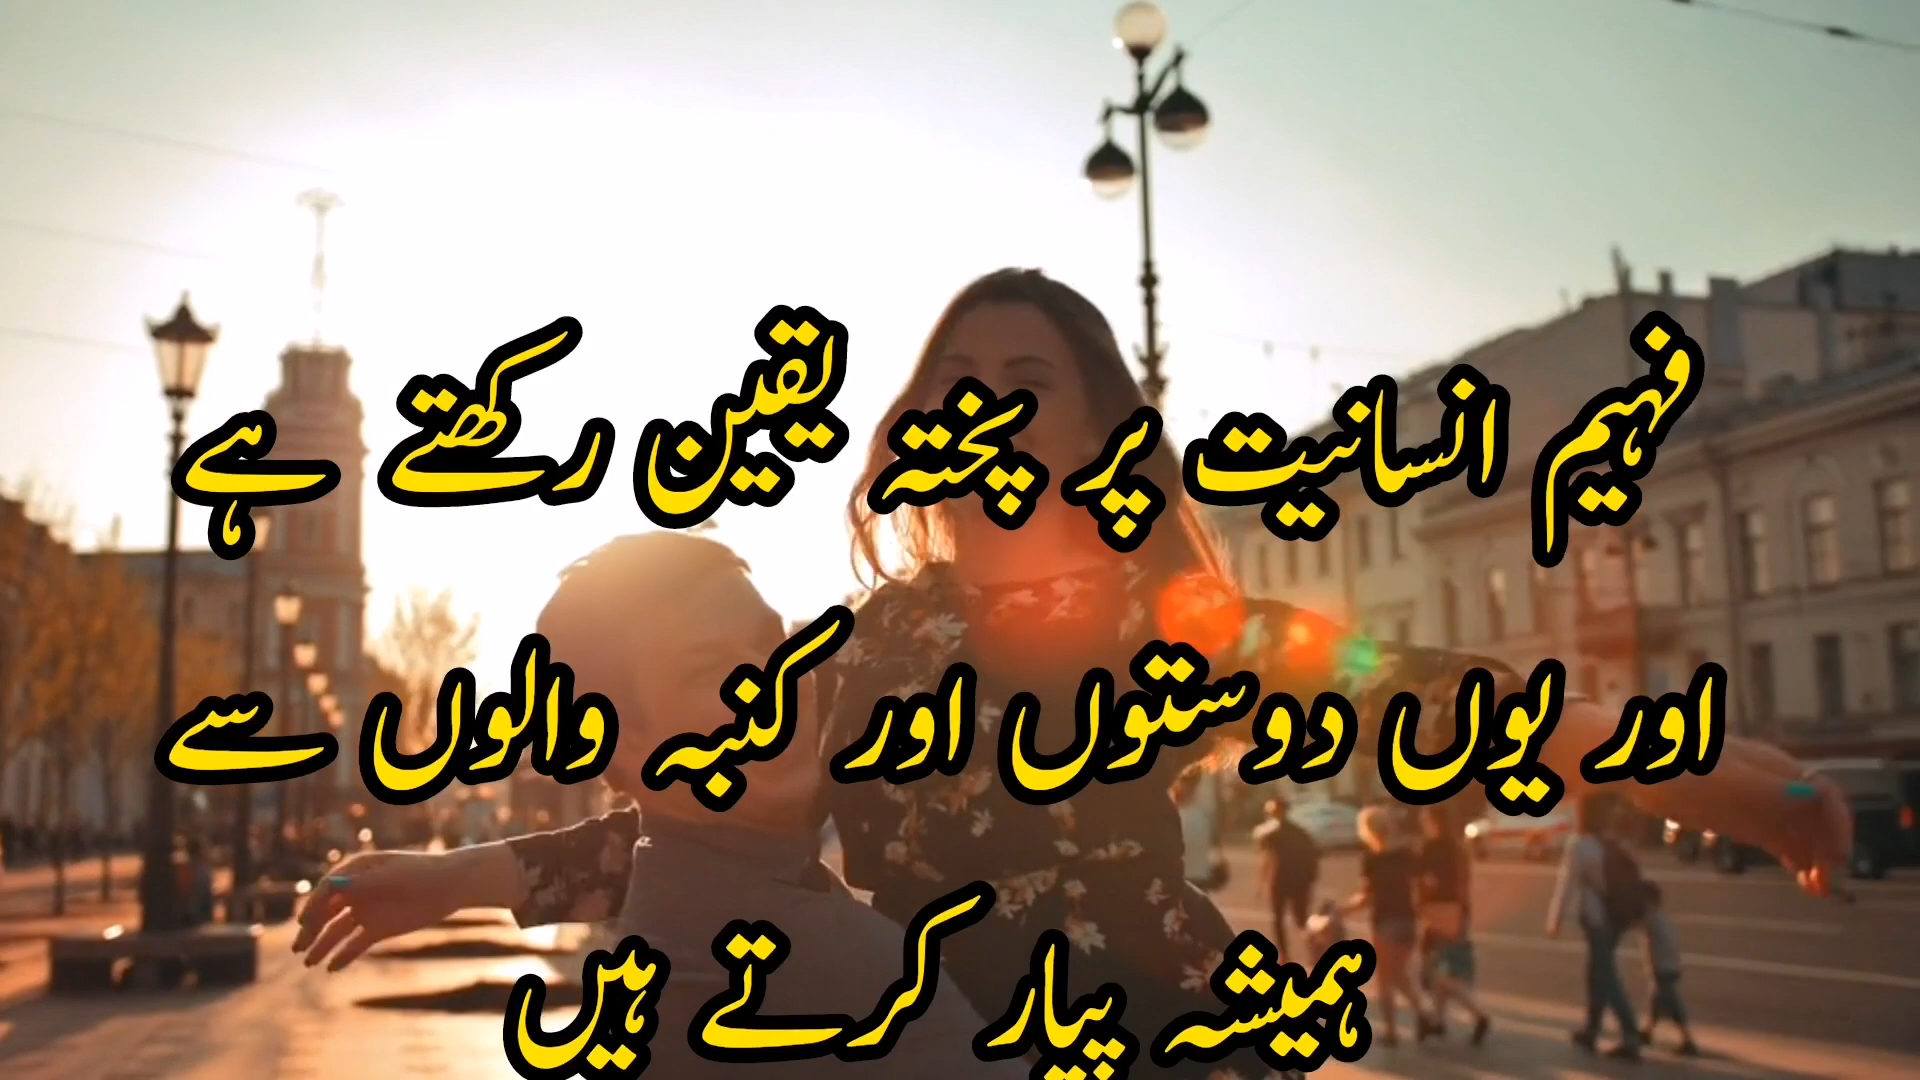 فہیم انسانیت پر پختہ یقین رکھتے ہے
اور یوں دوستوں اور کنبہ والوں سے
ہمیشہ پیار کرتے ہیں